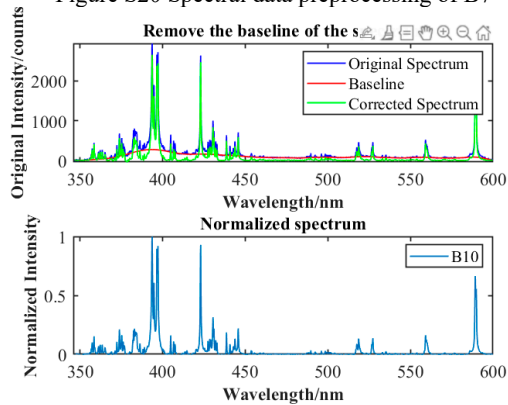 Figure S20 Spectral data preprocessing of B7
Remove the baseline of the s
Original Intensity/counts
2000
1000
0
Original Spectrum
Baseline
Corrected Spectrum
350 400 450 500 550 600
Wavelength/nm
Normalized spectrum
Normalized Intensity
1
0.5
0
B10
350 400 450 500 550 600
Wavelength/nm